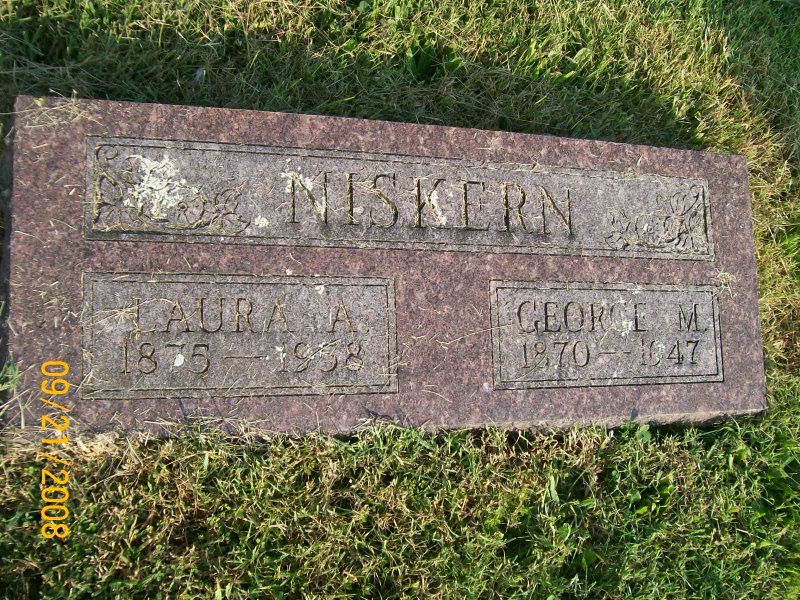 NISKERN
LAURA A.
1875 — 1958
GEORGE M.
1870 — 1947
09/21/2008